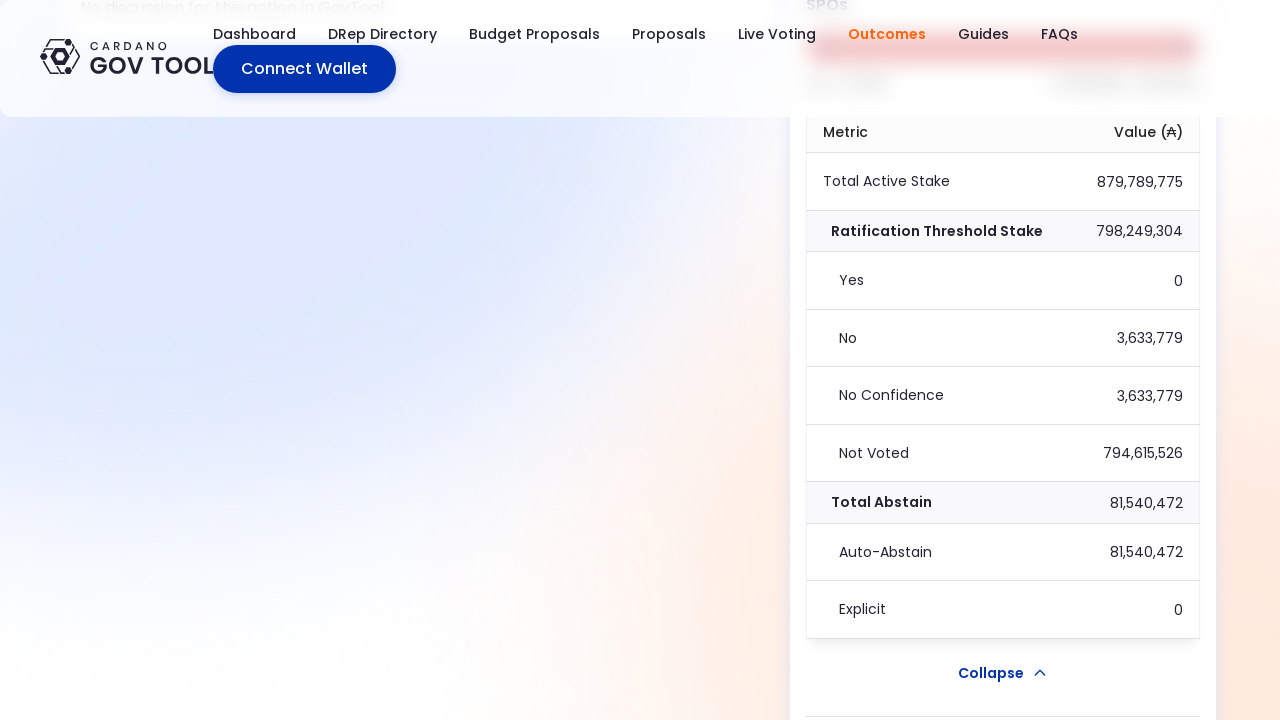 No discussion for this action in GovTool
SPOs
CARDANO
GOV TOOL
Dashboard
DRep Directory
Budget Proposals
Proposals
Live Voting
Outcomes
Guides
FAQs
Connect Wallet
Metric Value (₳)
Total Active Stake 879,789,775
Ratification Threshold Stake 798,249,304
Yes 0
No 3,633,779
No Confidence 3,633,779
Not Voted 794,615,526
Total Abstain 81,540,472
Auto-Abstain 81,540,472
Explicit 0
Collapse